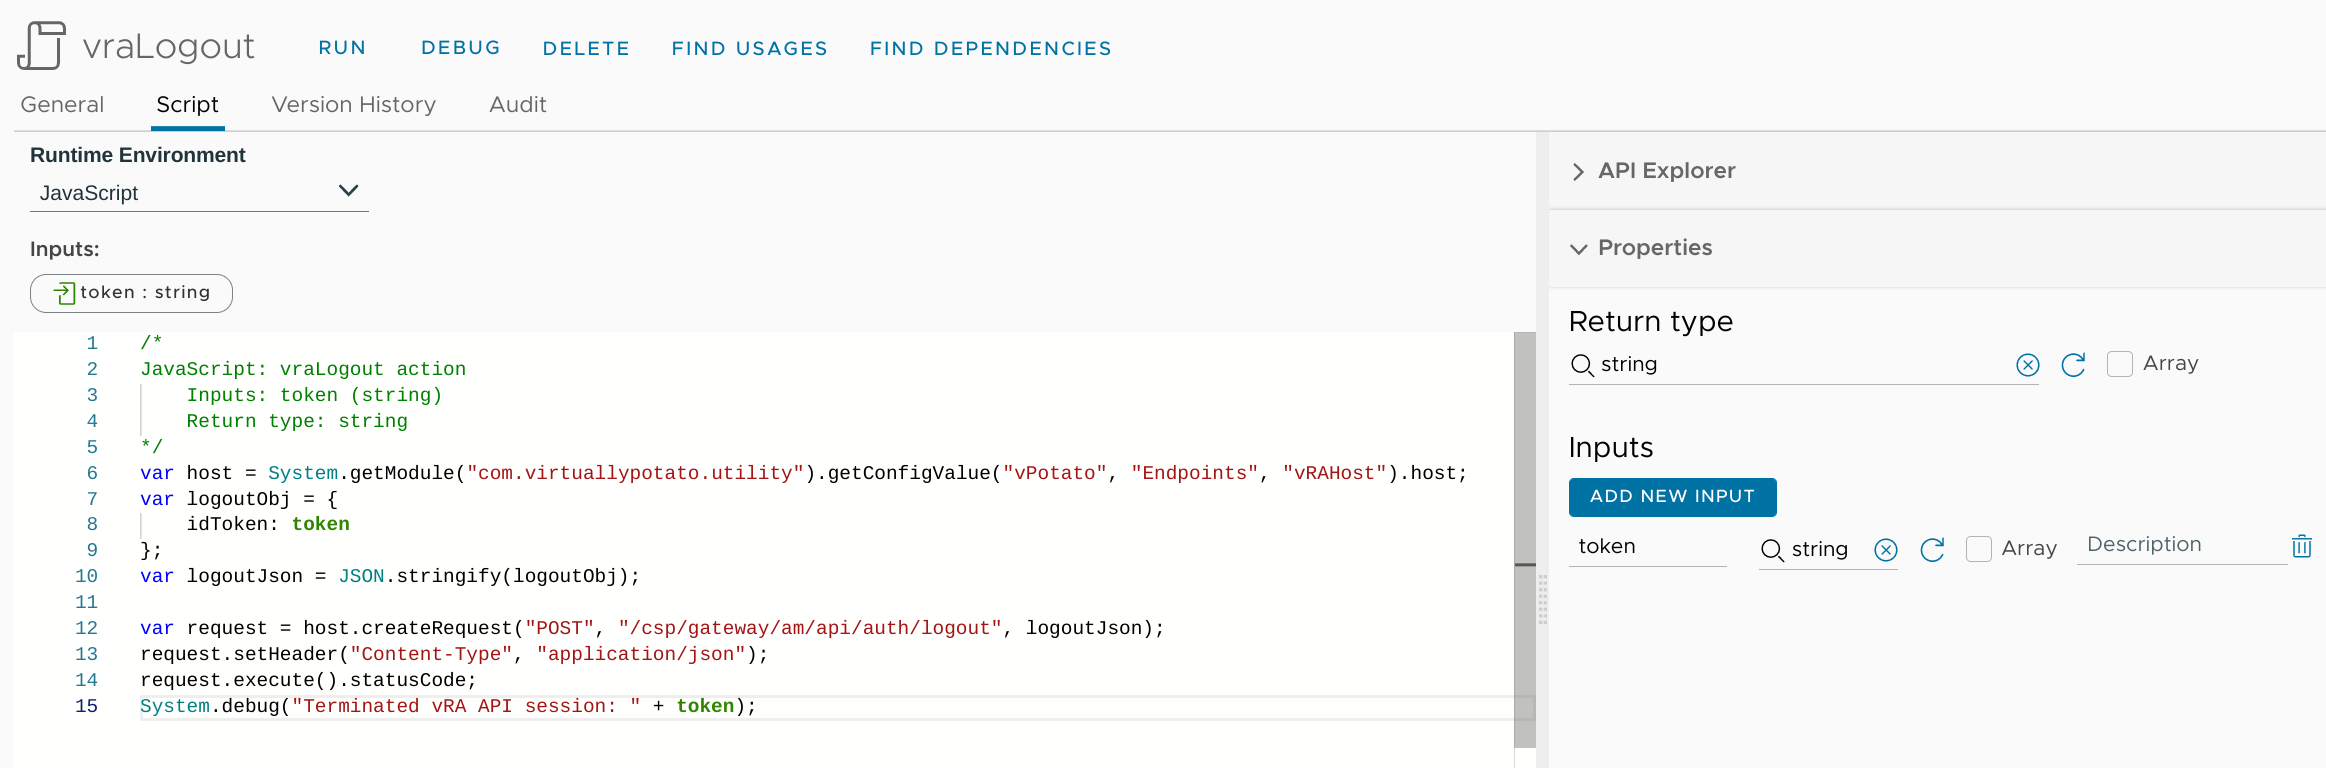 vraLogout RUN DEBUG DELETE FIND USAGES FIND DEPENDENCIES
General Script Version History Audit
Runtime Environment
JavaScript
Inputs:
token : string
1 /*
2 JavaScript: vraLogout action
3     Inputs: token (string)
4     Return type: string
5 */
6 var host = System.getModule("com.virtuallypotato.utility").getConfigValue("vPotato", "Endpoints", "vRAHost").host;
7 var logoutObj = {
8     idToken: token
9 };
10 var logoutJson = JSON.stringify(logoutObj);
11
12 var request = host.createRequest("POST", "/csp/gateway/am/api/auth/logout", logoutJson);
13 request.setHeader("Content-Type", "application/json");
14 request.execute().statusCode;
15 System.debug("Terminated vRA API session: " + token);
API Explorer
Properties
Return type
string Array
Inputs
ADD NEW INPUT
token string Array Description